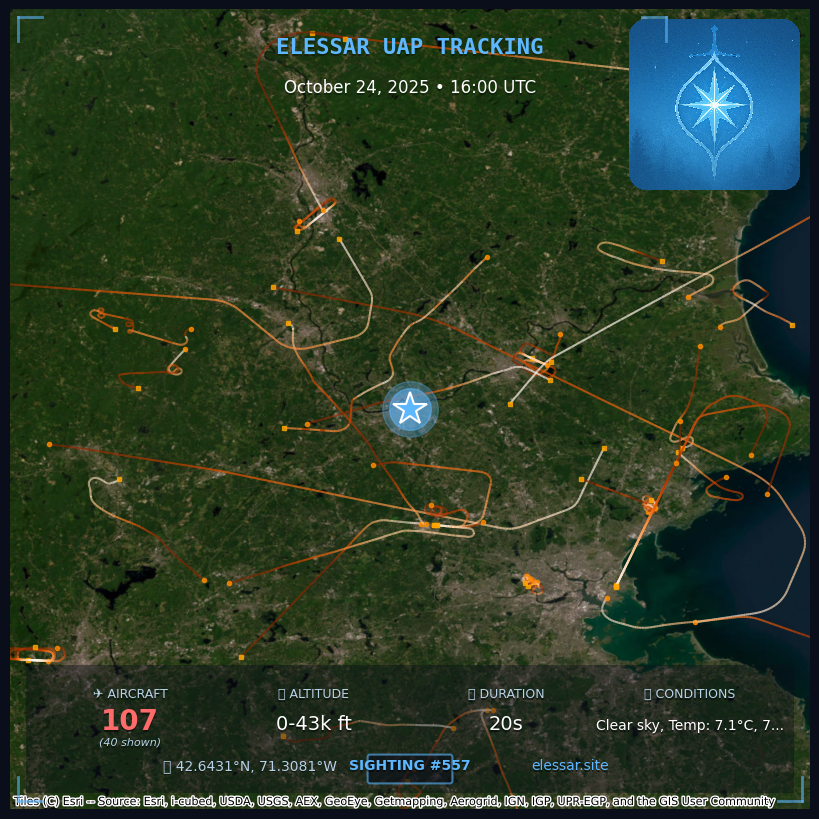 ELESSAR UAP TRACKING
October 24, 2025 • 16:00 UTC
✈ AIRCRAFT
107
(40 shown)
ALTITUDE
0-43k ft
DURATION
20s
CONDITIONS
Clear sky, Temp: 7.1°C, 7...
42.6431°N, 71.3081°W
SIGHTING #557
elessar.site
Tiles (C) Esri -- Source: Esri, i-cubed, USDA, USGS, AEX, GeoEye, Getmapping, Aerogrid, IGN, IGP, UPR-EGP, and the GIS User Community